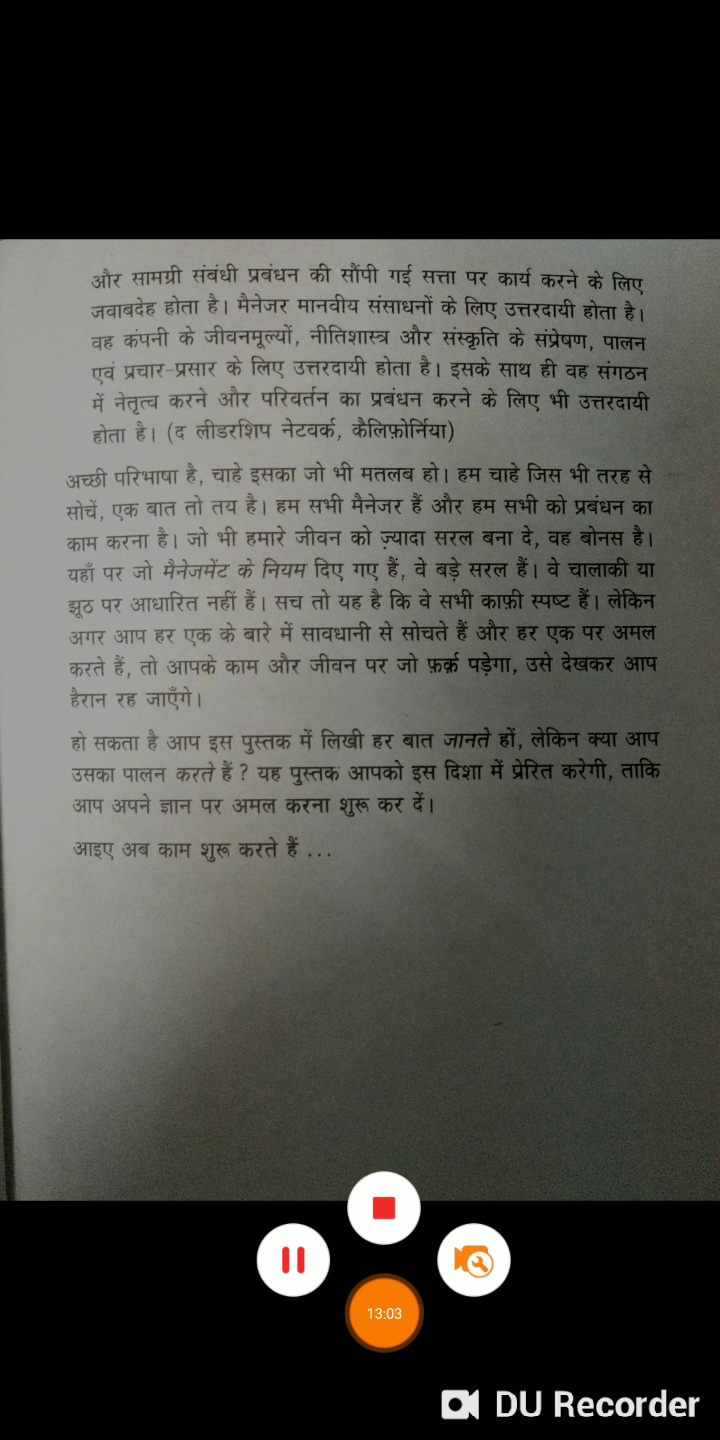 और सामग्री संबंधी प्रबंधन की सौंपी गई सत्ता पर कार्य करने के लिए
जवाबदेह होता है। मैनेजर मानवीय संसाधनों के लिए उत्तरदायी होता है।
वह कंपनी के जीवनमूल्यों, नीतिशास्त्र और संस्कृति के संप्रेषण, पालन
एवं प्रचार-प्रसार के लिए उत्तरदायी होता है। इसके साथ ही वह संगठन
में नेतृत्व करने और परिवर्तन का प्रबंधन करने के लिए भी उत्तरदायी
होता है। (द लीडरशिप नेटवर्क, कैलिफ़ोर्निया)
अच्छी परिभाषा है, चाहे इसका जो भी मतलब हो। हम चाहे जिस भी तरह से
सोचें, एक बात तो तय है। हम सभी मैनेजर हैं और हम सभी को प्रबंधन का
काम करना है। जो भी हमारे जीवन को ज़्यादा सरल बना दे, वह बोनस है।
यहाँ पर जो मैनेजमेंट के नियम दिए गए हैं, वे बड़े सरल हैं। वे चालाकी या
झूठ पर आधारित नहीं हैं। सच तो यह है कि वे सभी काफ़ी स्पष्ट हैं। लेकिन
अगर आप हर एक के बारे में सावधानी से सोचते हैं और हर एक पर अमल
करते हैं, तो आपके काम और जीवन पर जो फ़र्क़ पड़ेगा, उसे देखकर आप
हैरान रह जाएँगे।
हो सकता है आप इस पुस्तक में लिखी हर बात जानते हों, लेकिन क्या आप
उसका पालन करते हैं ? यह पुस्तक आपको इस दिशा में प्रेरित करेगी, ताकि
आप अपने ज्ञान पर अमल करना शुरू कर दें।
आइए अब काम शुरू करते हैं ...
13:03
DU Recorder